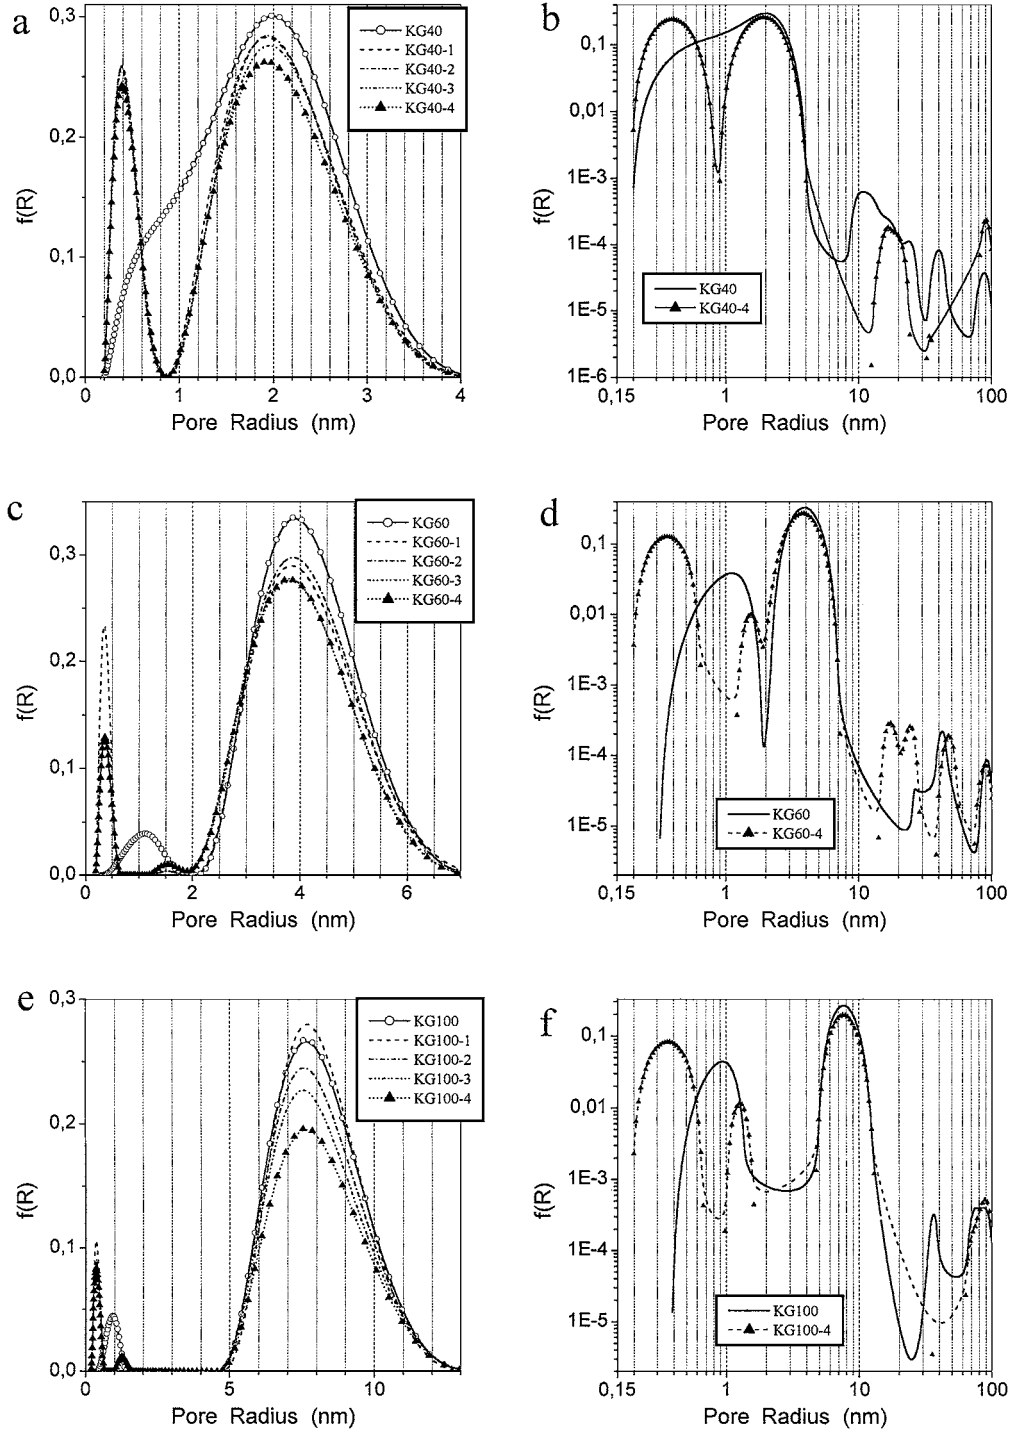 a
0,3
0,2
0,1
0,0
f(R)
KG40
KG40-1
KG40-2
KG40-3
KG40-4
0
1
2
3
4
Pore Radius (nm)
b
0,1
0,01
1E-3
1E-4
1E-5
1E-6
f(R)
KG40
KG40-4
0,15
1
10
100
Pore Radius (nm)
c
0,3
0,2
0,1
0,0
f(R)
KG60
KG60-1
KG60-2
KG60-3
KG60-4
0
2
4
6
Pore Radius (nm)
d
0,1
0,01
1E-3
1E-4
1E-5
f(R)
KG60
KG60-4
0,15
1
10
100
Pore Radius (nm)
e
0,3
0,2
0,1
0,0
f(R)
KG100
KG100-1
KG100-2
KG100-3
KG100-4
0
5
10
Pore Radius (nm)
f
0,1
0,01
1E-3
1E-4
1E-5
f(R)
KG100
KG100-4
0,15
1
10
100
Pore Radius (nm)